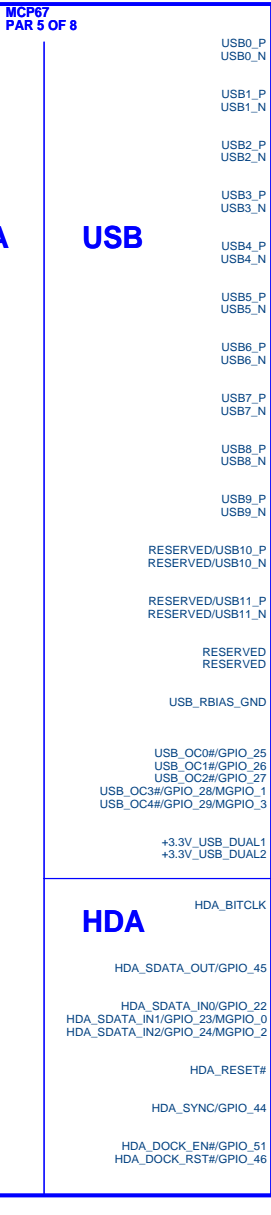 MCP67
PAR 5 OF 8
USB0_P
USB0_N
USB1_P
USB1_N
USB2_P
USB2_N
USB3_P
USB3_N
USB
USB4_P
USB4_N
USB5_P
USB5_N
USB6_P
USB6_N
USB7_P
USB7_N
USB8_P
USB8_N
USB9_P
USB9_N
RESERVED/USB10_P
RESERVED/USB10_N
RESERVED/USB11_P
RESERVED/USB11_N
RESERVED
RESERVED
USB_RBIAS_GND
USB_OC0#/GPIO_25
USB_OC1#/GPIO_26
USB_OC2#/GPIO_27
USB_OC3#/GPIO_28/MGPIO_1
USB_OC4#/GPIO_29/MGPIO_3
+3.3V_USB_DUAL1
+3.3V_USB_DUAL2
HDA
HDA_BITCLK
HDA_SDATA_OUT/GPIO_45
HDA_SDATA_IN0/GPIO_22
HDA_SDATA_IN1/GPIO_23/MGPIO_0
HDA_SDATA_IN2/GPIO_24/MGPIO_2
HDA_RESET#
HDA_SYNC/GPIO_44
HDA_DOCK_EN#/GPIO_51
HDA_DOCK_RST#/GPIO_46